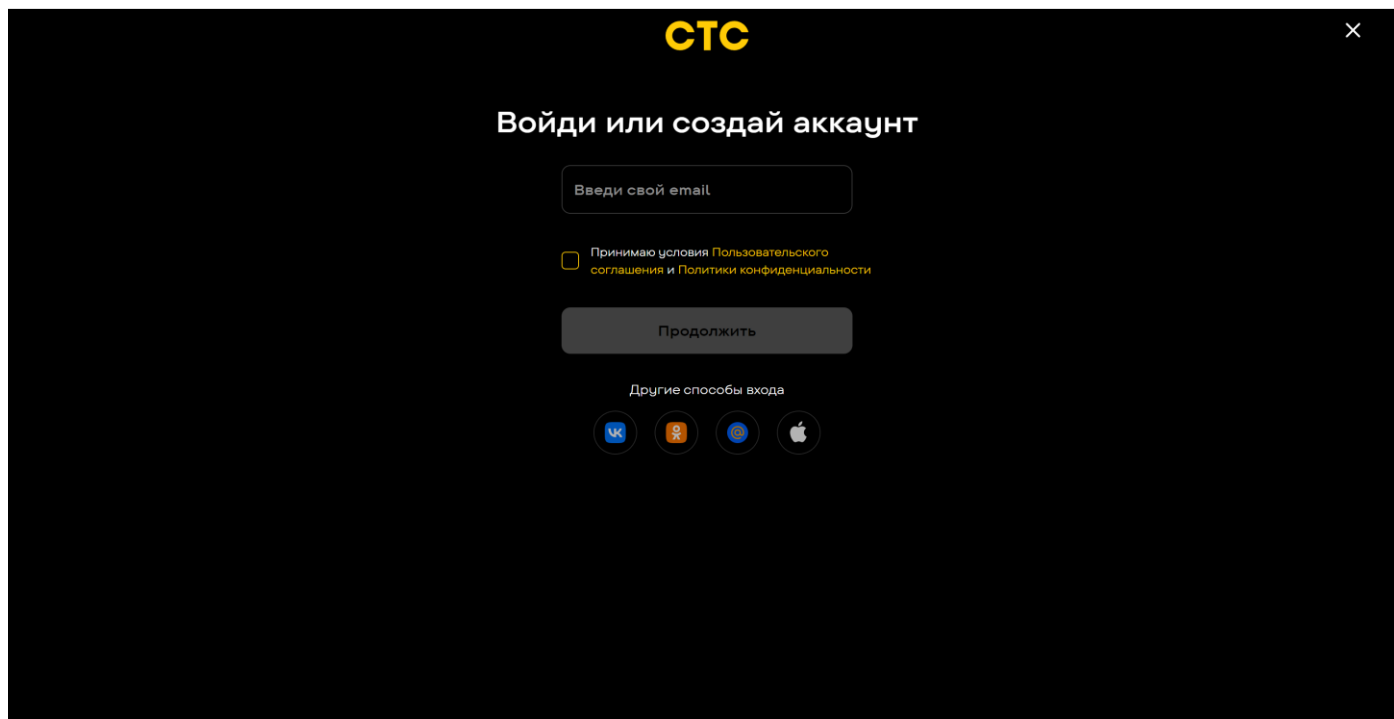 СТС
Войди или создай аккаунт
Введи свой email
Принимаю условия Пользовательского
соглашения и Политики конфиденциальности
Продолжить
Другие способы входа